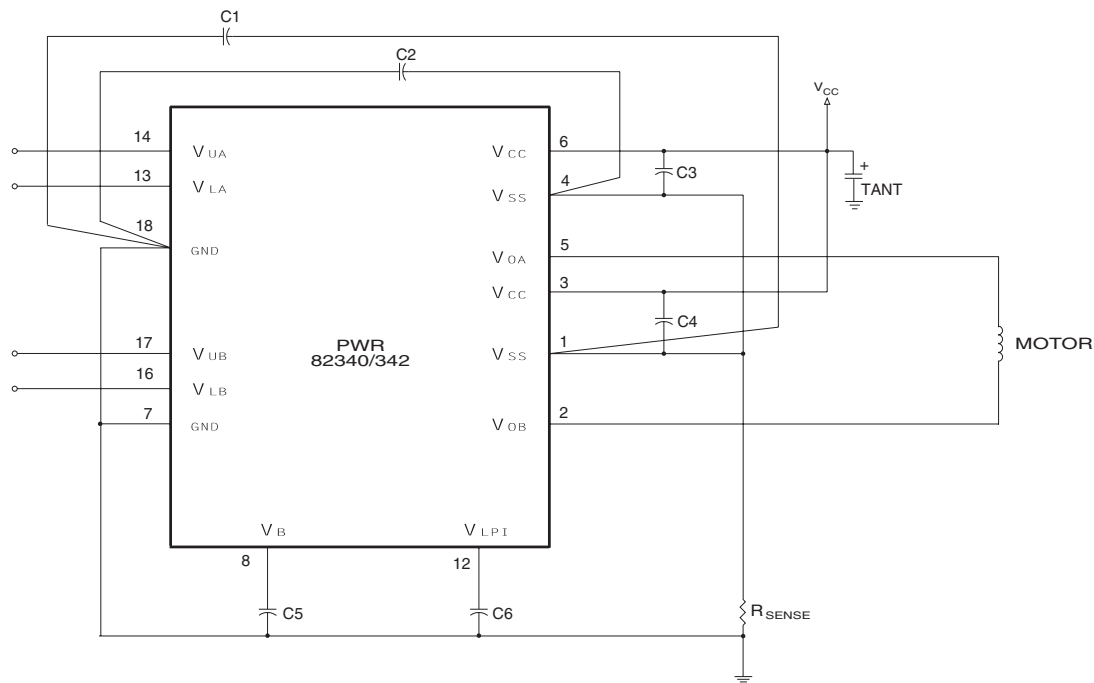 C1
C2
VCC
14
VUA
VCC
6
13
VLA
C3
+
TANT
VSS
4
18
GND
VOA
5
VCC
3
C4
PWR
82340/342
MOTOR
17
VUB
VSS
1
16
VLB
7
GND
VOB
2
VB
VLPI
8
12
C5
C6
RSENSE